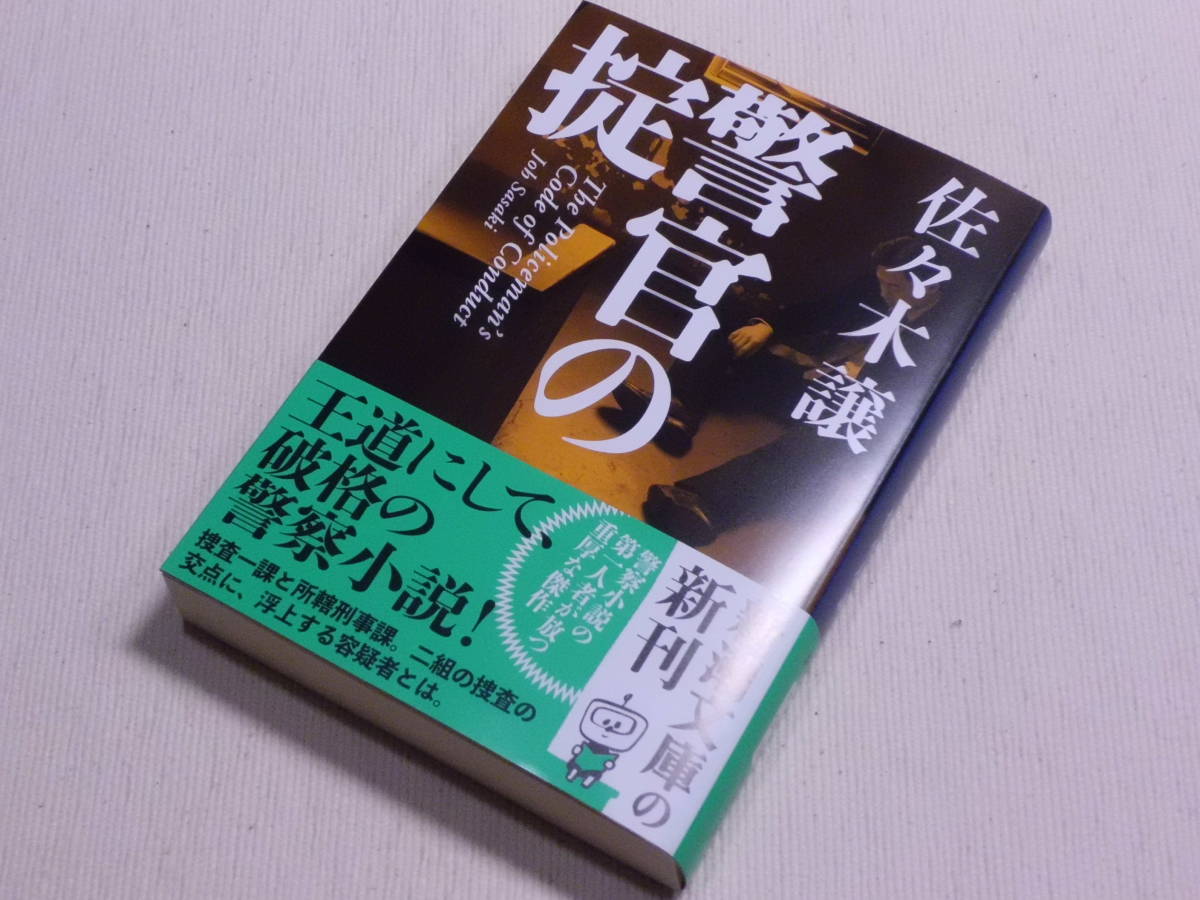 佐々木譲
警官の
掟
The Policeman's
Code of Conduct
Joh Sasaki
王道にして、
破格の
警察小説！
捜査一課と所轄刑事課。二組の捜査の
交点に、浮上する容疑者とは。
警察小説の
第一人者が放つ
重厚な傑作
新潮文庫の
新刊